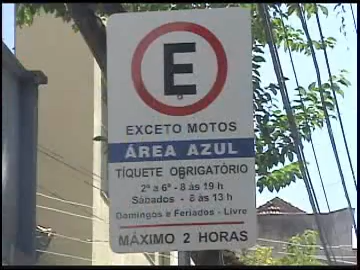 E
EXCETO MOTOS
ÁREA AZUL
TÍQUETE OBRIGATÓRIO
2ª a 6ª - 8 às 19 h
Sábados - 8 às 13 h
Domingos e Feriados - Livre
MÁXIMO 2 HORAS